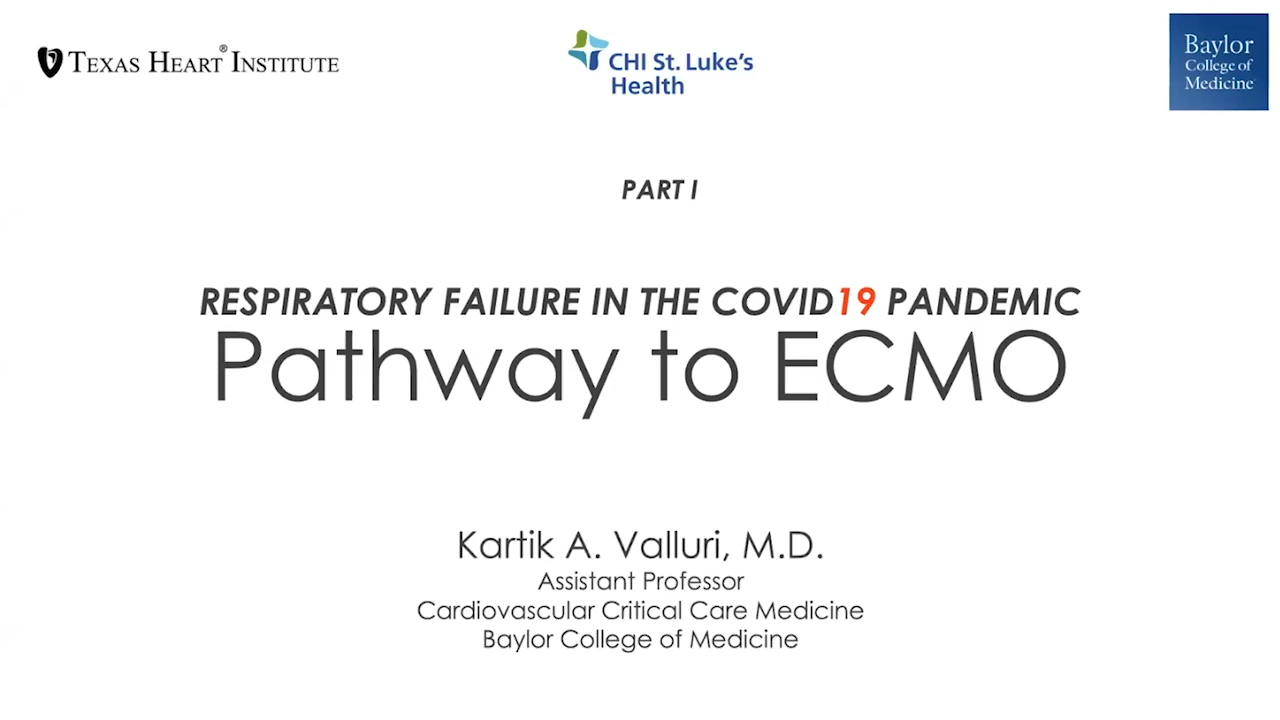 TEXAS HEART® INSTITUTE
CHI St. Luke's
Health
Baylor
College of
Medicine
PART I
RESPIRATORY FAILURE IN THE COVID19 PANDEMIC
Pathway to ECMO
Kartik A. Valluri, M.D.
Assistant Professor
Cardiovascular Critical Care Medicine
Baylor College of Medicine